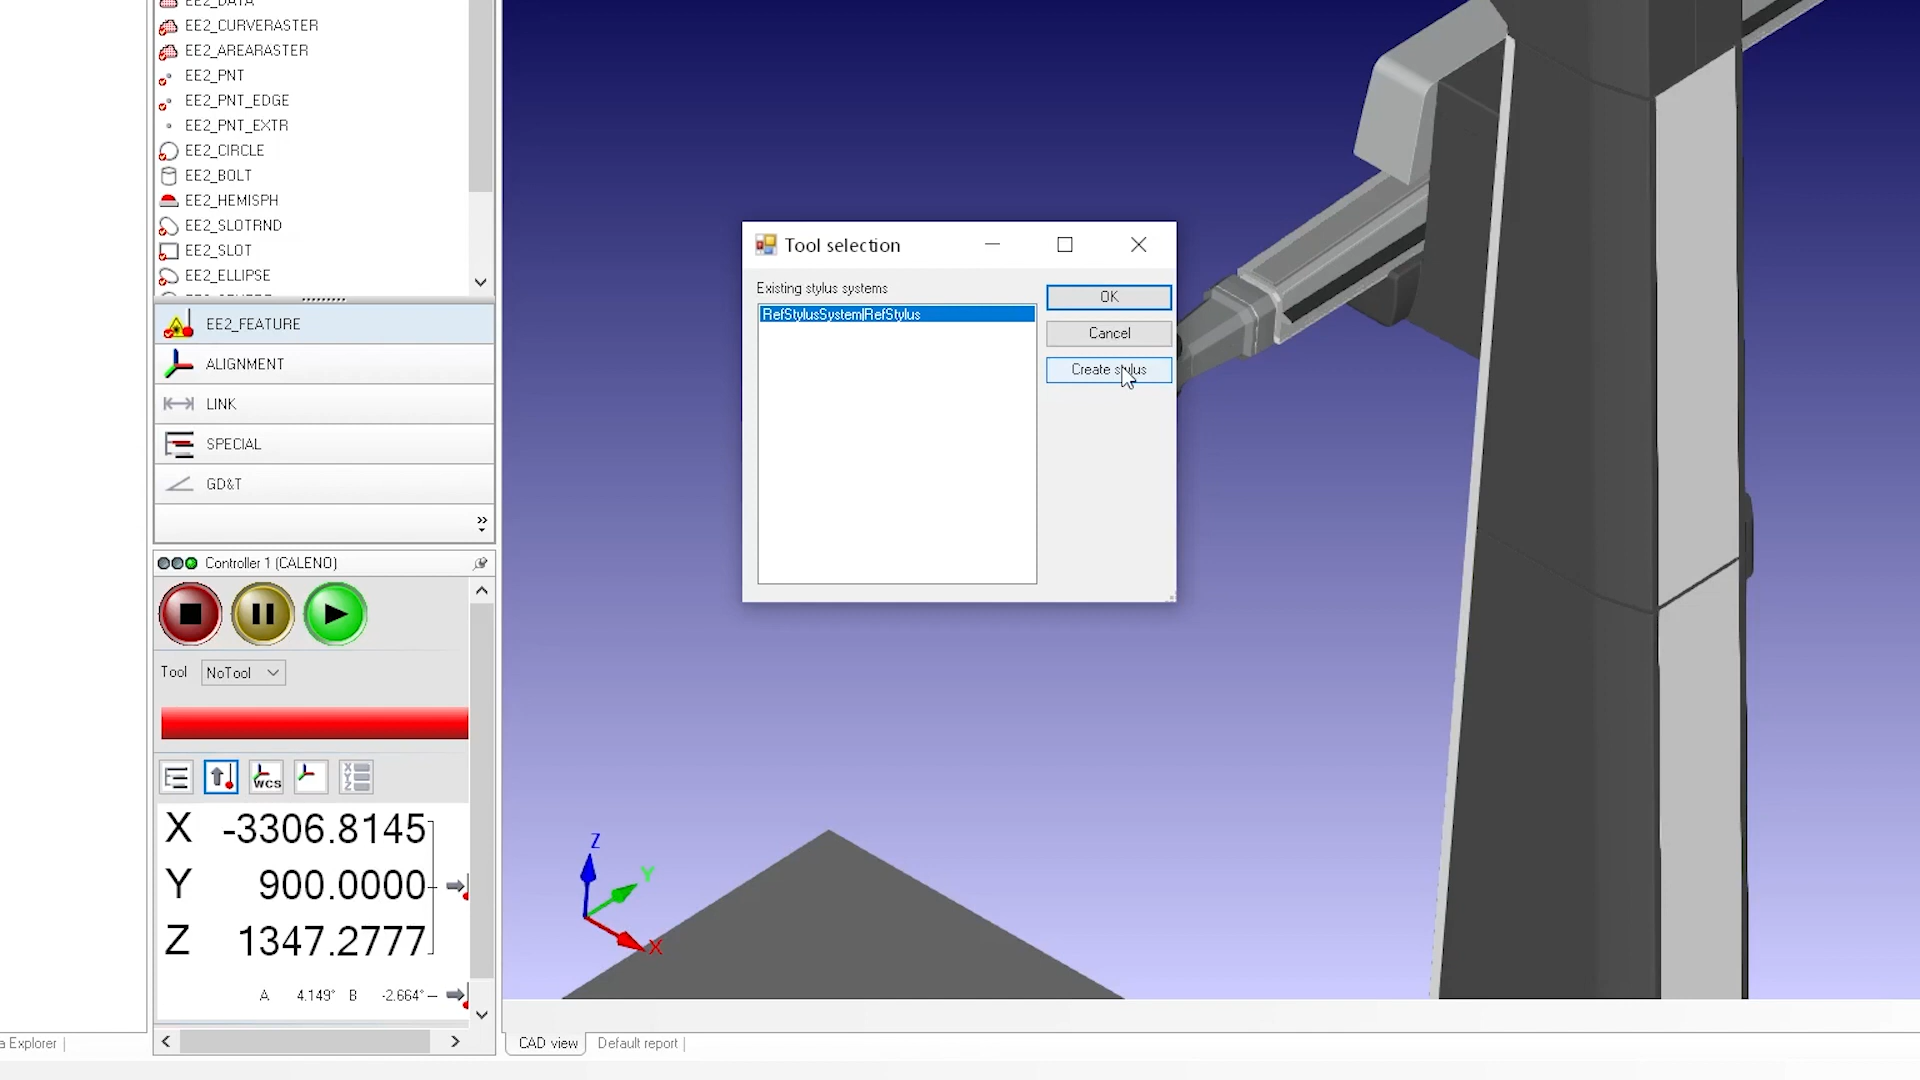 EE2_DATA
EE2_CURVERASTER
EE2_AREARASTER
EE2_PNT
EE2_PNT_EDGE
EE2_PNT_EXTR
EE2_CIRCLE
EE2_BOLT
EE2_HEMISPH
EE2_SLOTRND
EE2_SLOT
EE2_ELLIPSE
EE2_FEATURE
ALIGNMENT
LINK
SPECIAL
GD&T
Controller 1 (CALENO)
Tool NoTool
WCS
XYZ
X -3306.8145
Y 900.0000
Z 1347.2777
A 4.149° B -2.664°
a Explorer
Tool selection
Existing stylus systems
RefStylusSystem|RefStylus
OK
Cancel
Create stylus
Z
Y
X
CAD view
Default report